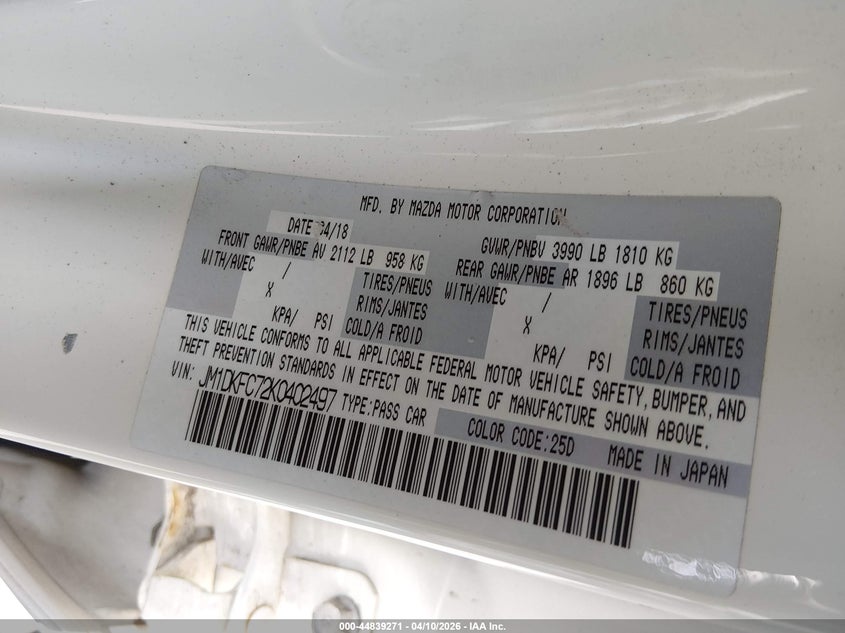 MFD. BY MAZDA MOTOR CORPORATION
DATE 04/18 GVWR/PNBV 3990 LB 1810 KG
FRONT GAWR/PNBE AV 2112 LB 958 KG REAR GAWR/PNBE AR 1896 LB 860 KG
WITH/AVEC / TIRES/PNEUS WITH/AVEC / TIRES/PNEUS
X RIMS/JANTES X RIMS/JANTES
KPA/ PSI COLD/A FROID KPA/ PSI COLD/A FROID
THIS VEHICLE CONFORMS TO ALL APPLICABLE FEDERAL MOTOR VEHICLE SAFETY, BUMPER, AND
THEFT PREVENTION STANDARDS IN EFFECT ON THE DATE OF MANUFACTURE SHOWN ABOVE.
VIN: JM1DKFC72K0402497 TYPE:PASS CAR COLOR CODE:25D MADE IN JAPAN
000-44839271 - 04/10/2026 - IAA Inc.